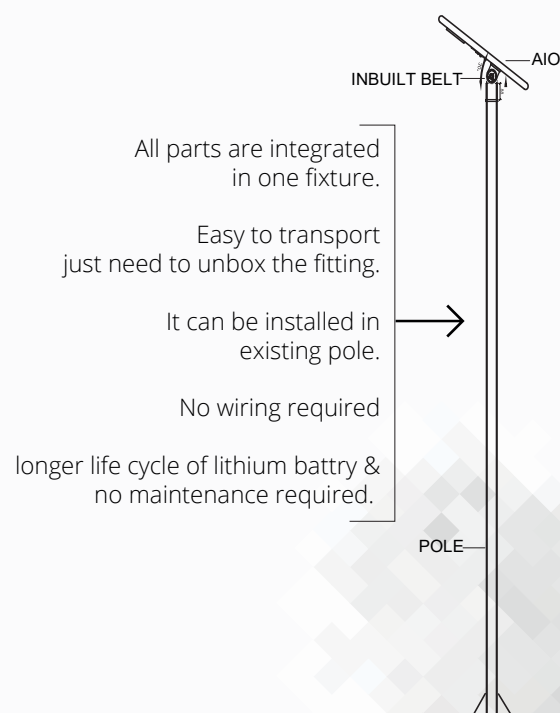 AIO
INBUILT BELT
All parts are integrated
in one fixture.
Easy to transport
just need to unbox the fitting.
It can be installed in
existing pole.
No wiring required
longer life cycle of lithium battry &
no maintenance required.
POLE